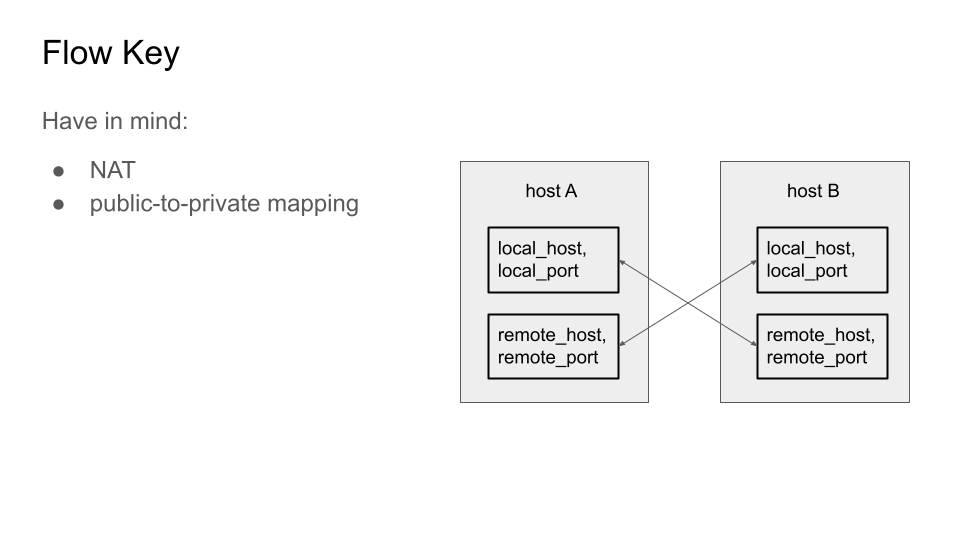 Flow Key
Have in mind:
● NAT
● public-to-private mapping
host A
local_host,
local_port
remote_host,
remote_port
host B
local_host,
local_port
remote_host,
remote_port